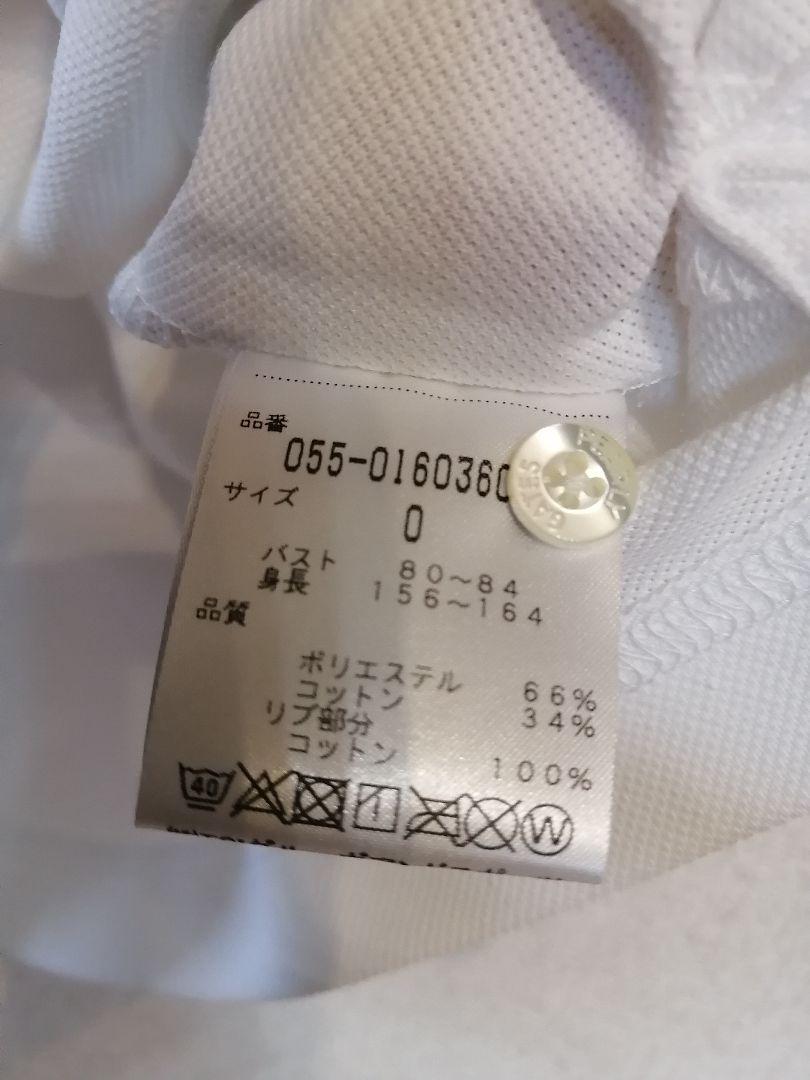 品番
055-0160360
サイズ
0
バスト 80〜84
身長 156〜164
品質
ポリエステル 66%
コットン 34%
リブ部分
コットン 100%
40
W
GATES